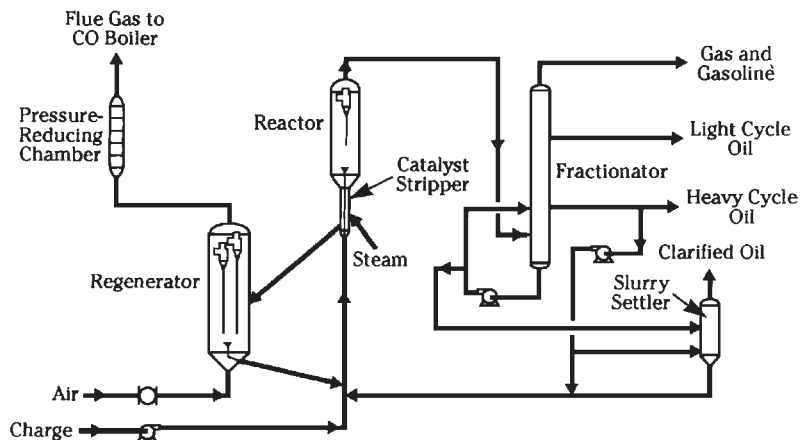 Flue Gas to
CO Boiler
Pressure-
Reducing
Chamber
Reactor
Catalyst
Stripper
Steam
Regenerator
Air
Charge
Gas and
Gasoline
Light Cycle
Oil
Fractionator
Heavy Cycle
Oil
Clarified Oil
Slurry
Settler